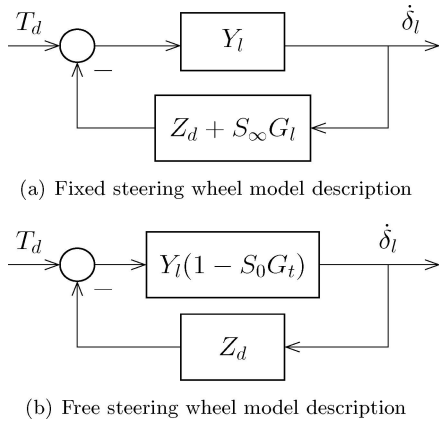 T_d − Y_l δ̇_l
Z_d + S_∞G_l
(a) Fixed steering wheel model description
T_d − Y_l(1 − S_0G_t) δ̇_l
Z_d
(b) Free steering wheel model description